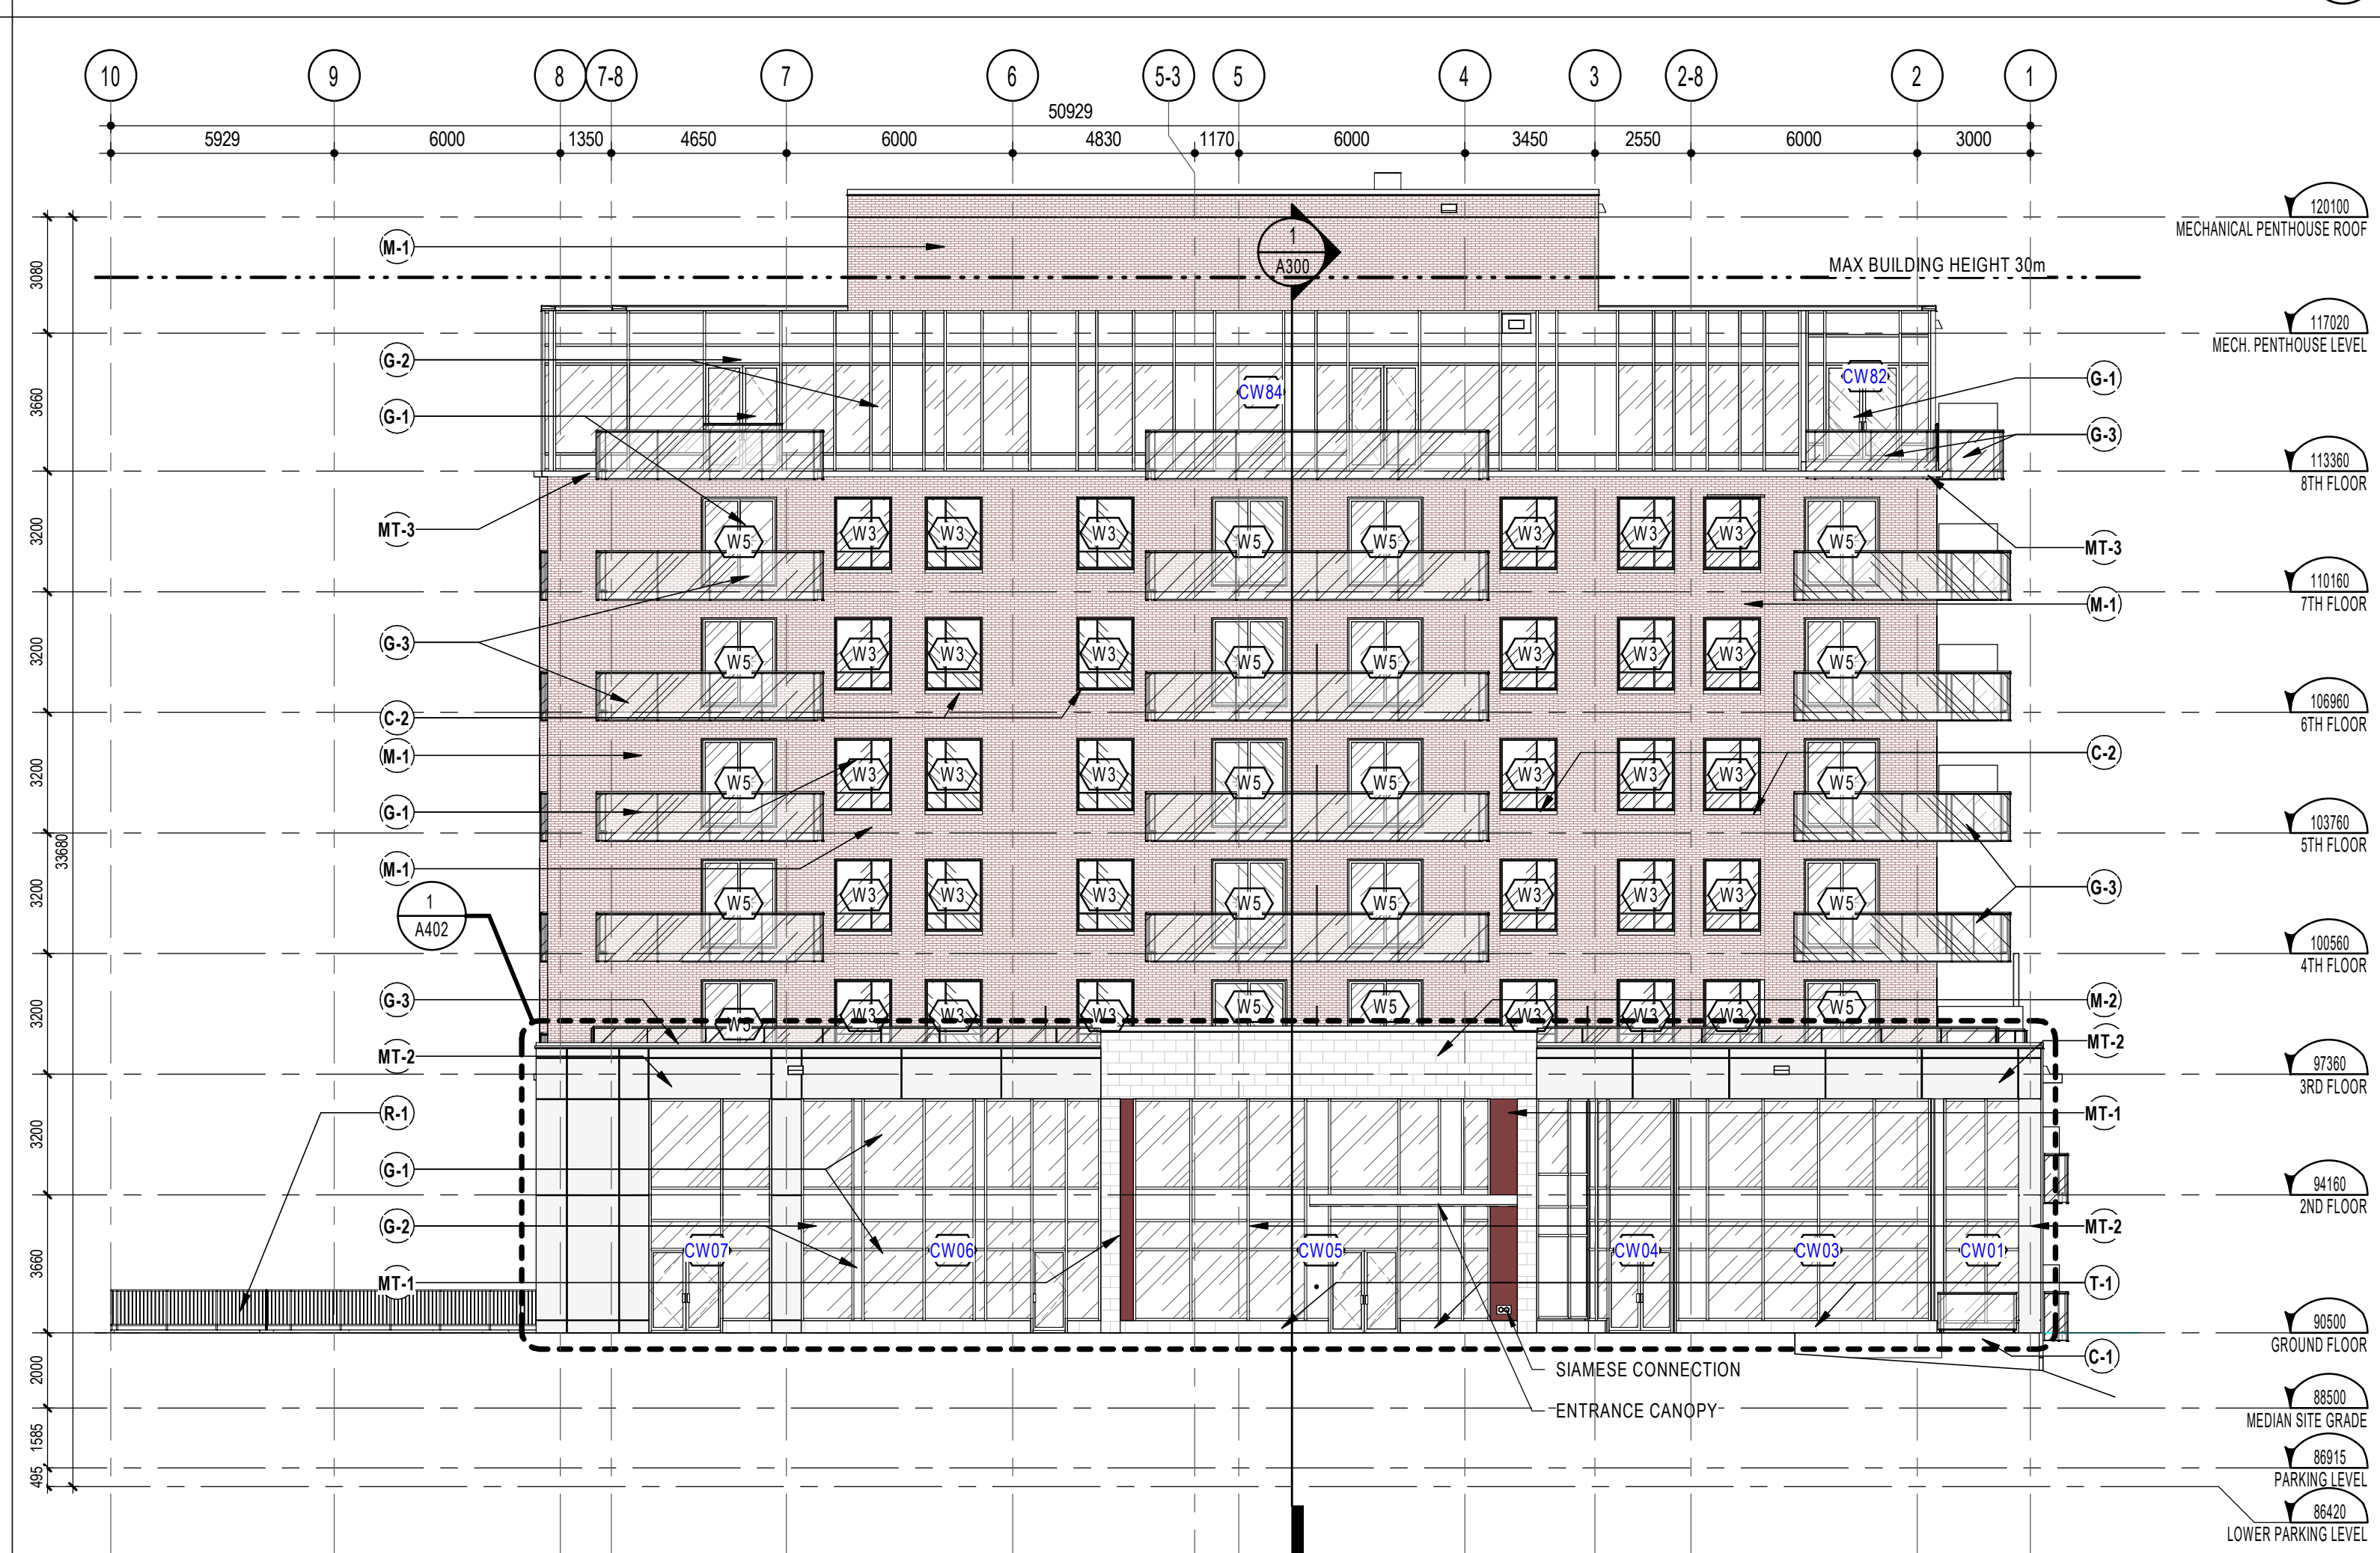 10 9 8 7-8 7 6 5-3 5 4 3 2-8 2 1
50929
5929 6000 1350 4650 6000 4830 1170 6000 3450 2550 6000 3000
120100
MECHANICAL PENTHOUSE ROOF
M-1
1
A300
3080
MAX BUILDING HEIGHT 30m
117020
MECH. PENTHOUSE LEVEL
G-2
CW84
CW82
G-1
3660
G-1
G-3
113360
8TH FLOOR
MT-3
W5 W3 W3 W3 W5 W5 W3 W3 W3 W5
3200
MT-3
110160
7TH FLOOR
M-1
G-3
W5 W3 W3 W3 W5 W5 W3 W3 W3 W5
3200
106960
6TH FLOOR
C-2
M-1
C-2
W5 W3 W3 W3 W5 W5 W3 W3 W3 W5
3200
G-1
103760
5TH FLOOR
33680
M-1
G-3
W5 W3 W3 W3 W5 W5 W3 W3 W3 W5
3200
1
A402
100560
4TH FLOOR
G-3
M-2
W5 W3 W3 W3 W5 W5 W3 W3 W3 W5
3200
MT-2
MT-2
97360
3RD FLOOR
R-1
MT-1
3200
G-1
94160
2ND FLOOR
G-2
MT-2
CW07 CW06 CW05 CW04 CW03 CW01
3660
MT-1
T-1
90500
GROUND FLOOR
C-1
SIAMESE CONNECTION
2000
88500
MEDIAN SITE GRADE
ENTRANCE CANOPY
1585
86915
PARKING LEVEL
495
86420
LOWER PARKING LEVEL